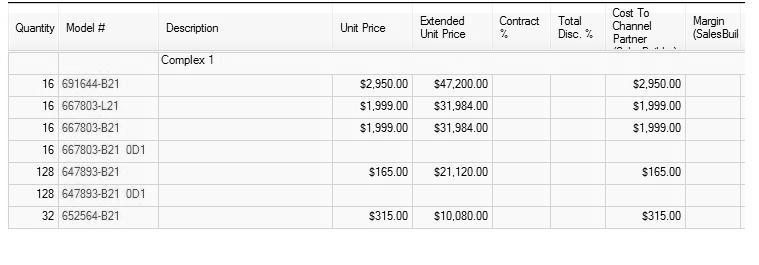 Quantity Model # Description Unit Price Extended Unit Price Contract % Total Disc. % Cost To Channel Partner Margin (SalesBuil
Complex 1
16 691644-B21 $2,950.00 $47,200.00 $2,950.00
16 667803-L21 $1,999.00 $31,984.00 $1,999.00
16 667803-B21 $1,999.00 $31,984.00 $1,999.00
16 667803-B21 0D1
128 647893-B21 $165.00 $21,120.00 $165.00
128 647893-B21 0D1
32 652564-B21 $315.00 $10,080.00 $315.00